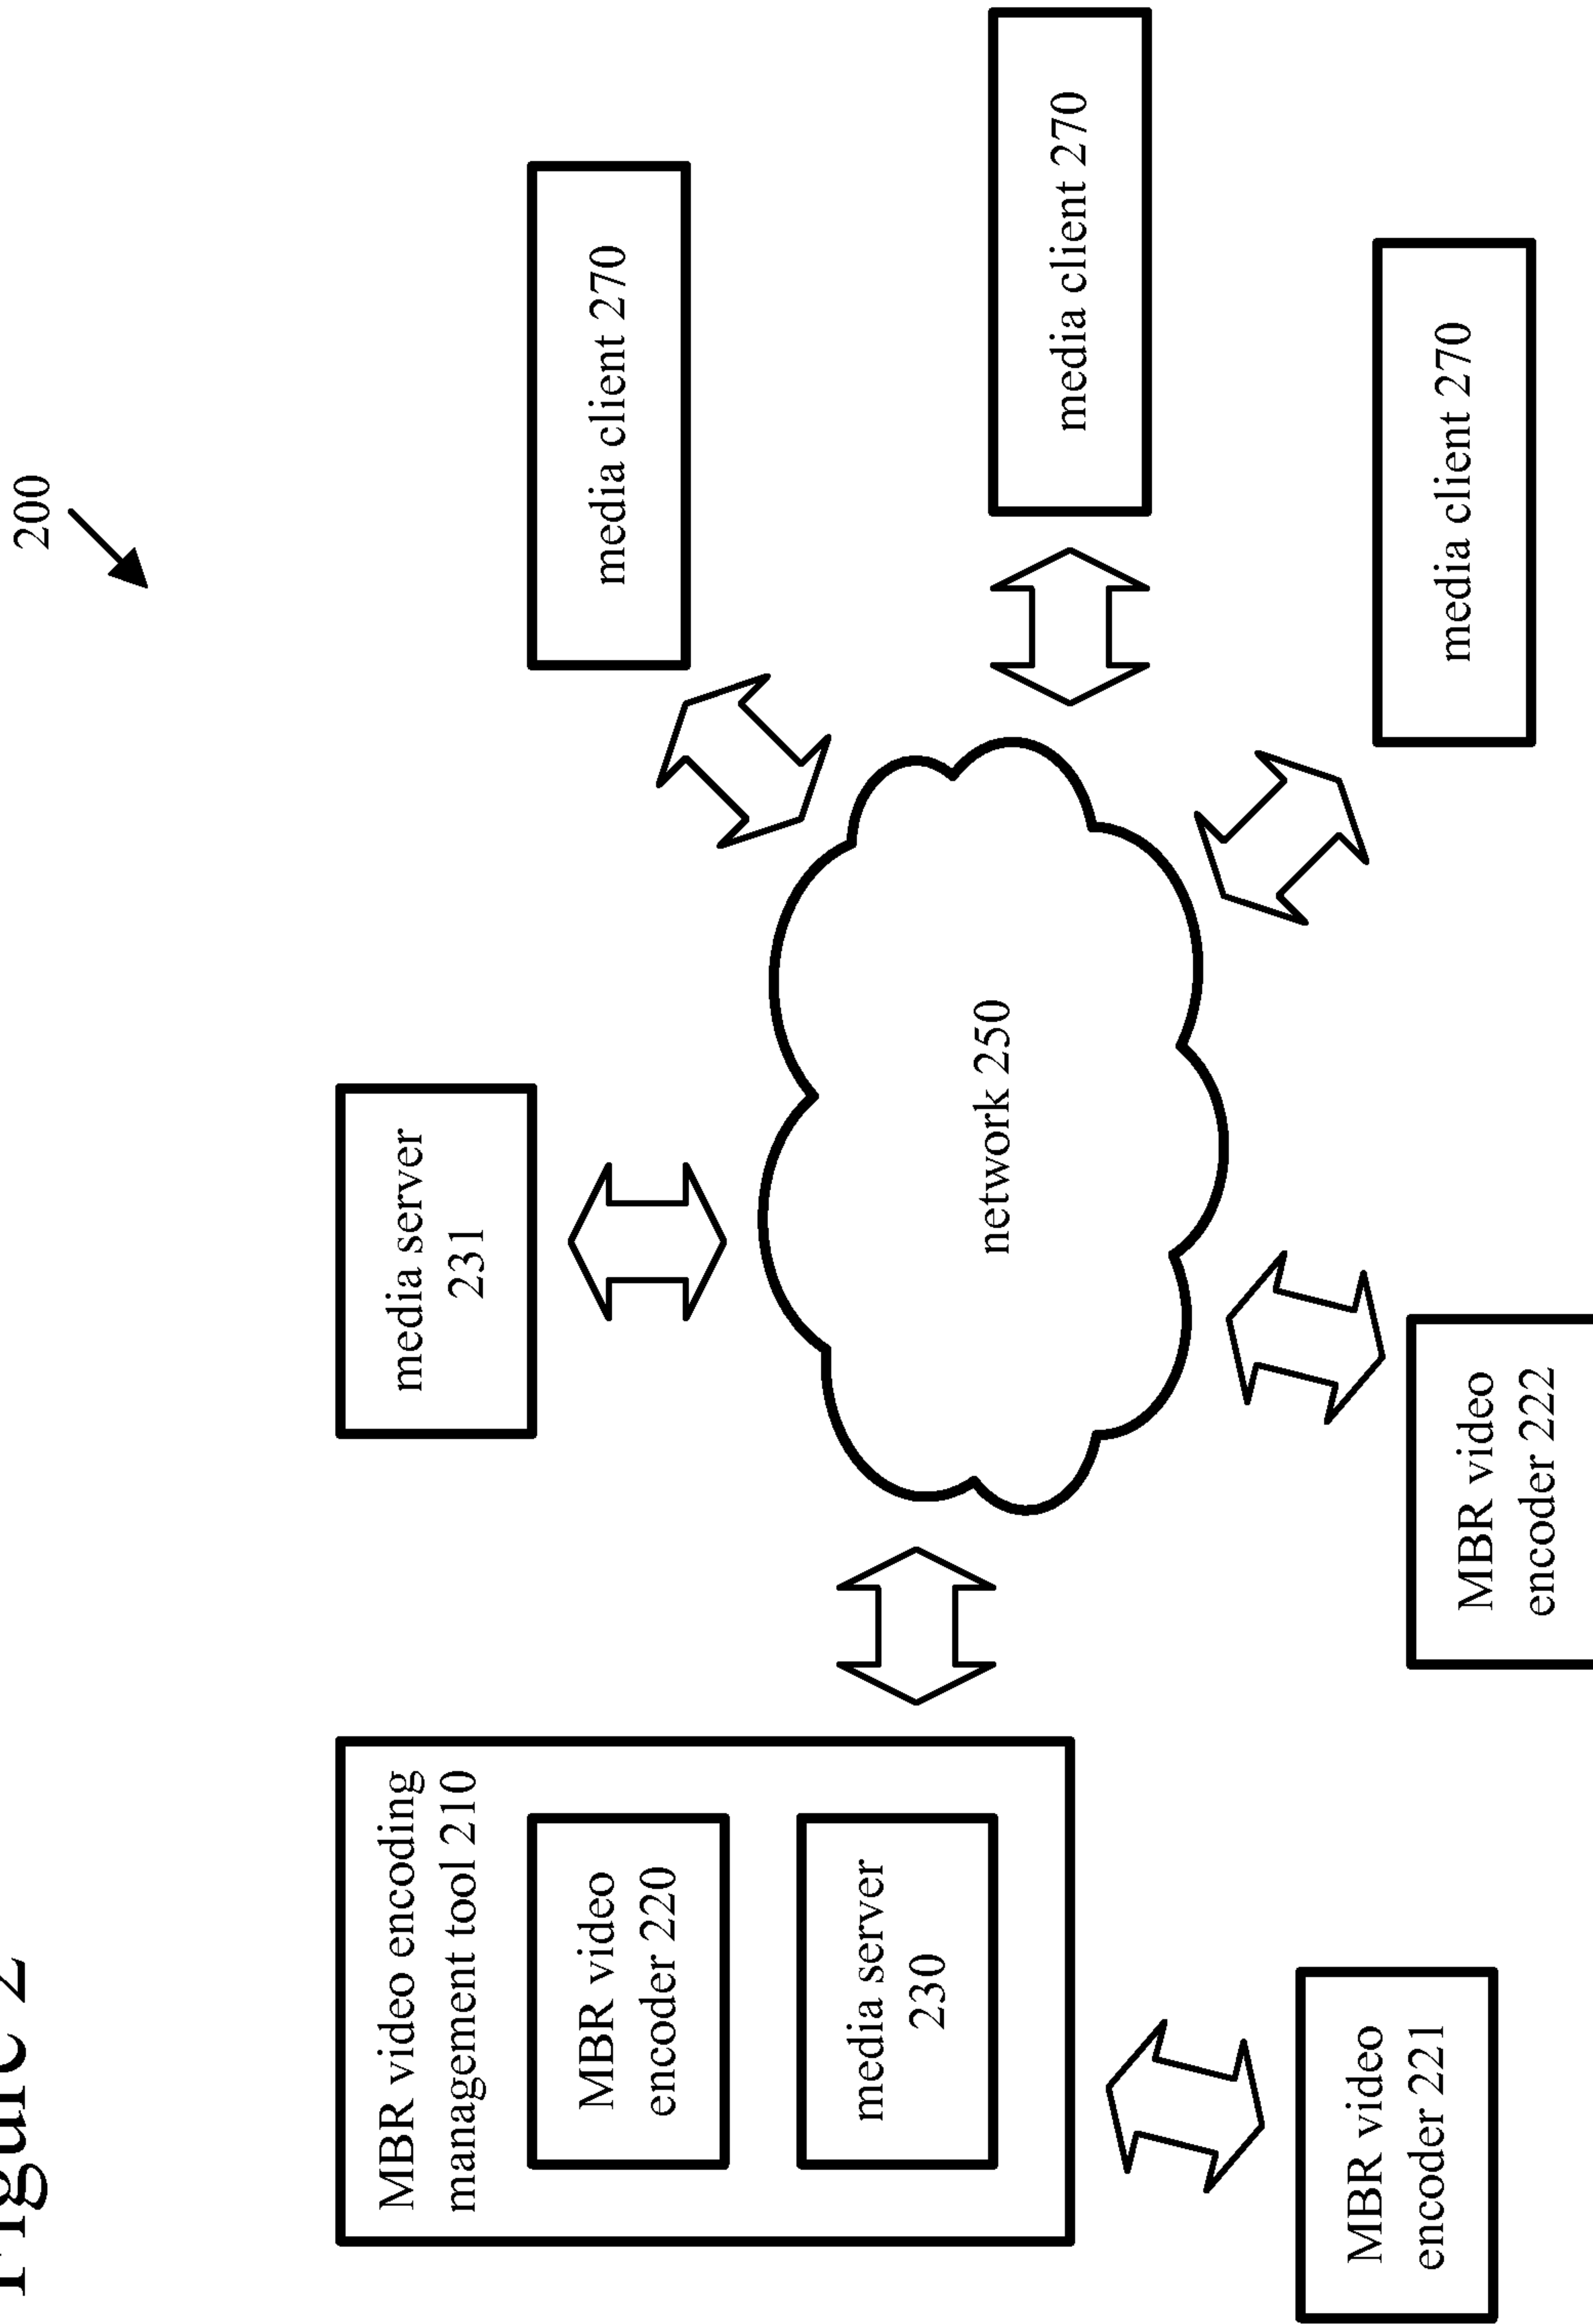 Figure 2
200
MBR video encoding
management tool 210
MBR video
encoder 220
media server
230
MBR video
encoder 221
media server
231
network 250
MBR video
encoder 222
media client 270
media client 270
media client 270